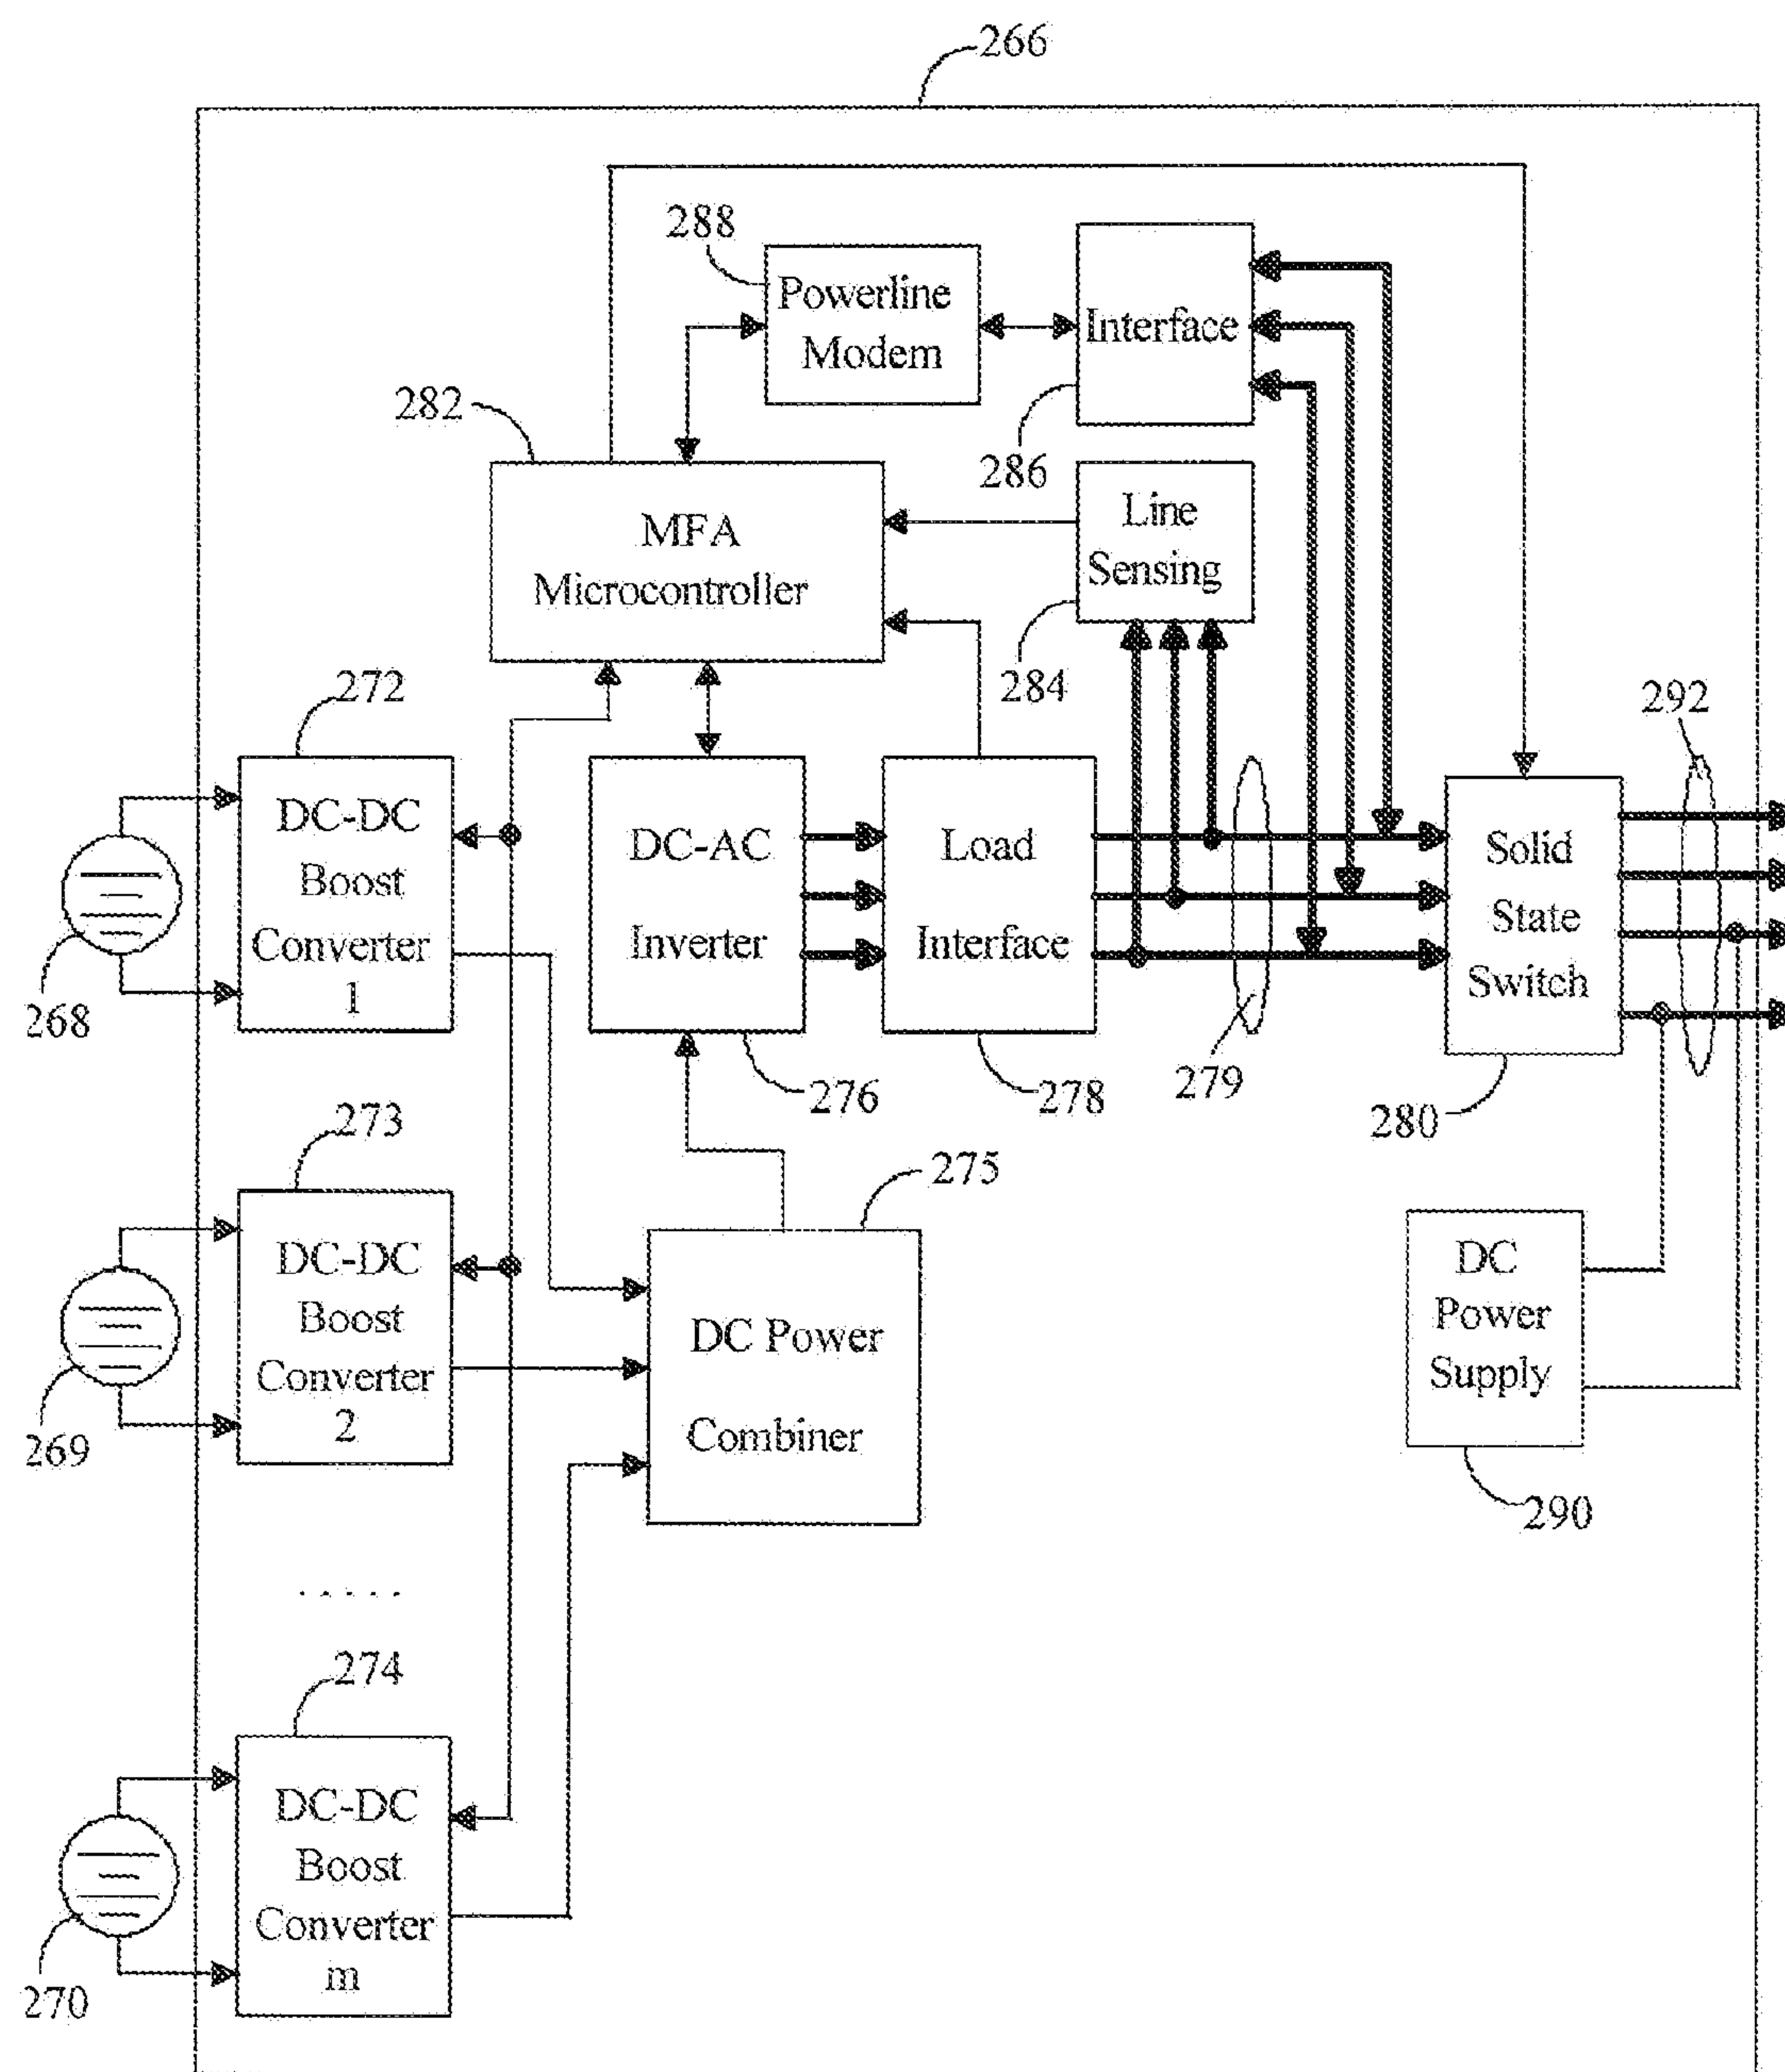 266
288
Powerline
Modem
Interface
286
282
MFA
Microcontroller
Line
Sensing
284
272
DC-DC
Boost
Converter
1
268
DC-AC
Inverter
276
Load
Interface
278
279
Solid
State
Switch
280
292
273
DC-DC
Boost
Converter
2
269
275
DC Power
Combiner
DC
Power
Supply
290
. . . . .
274
DC-DC
Boost
Converter
m
270